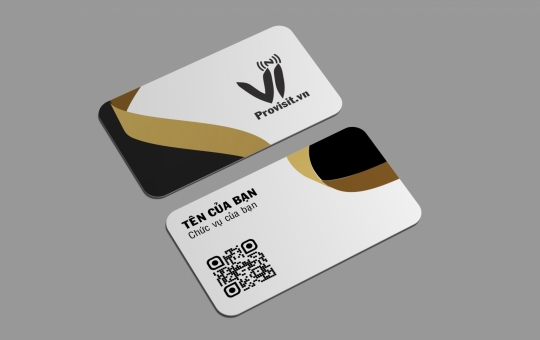 Provisit.vn
TÊN CỦA BẠN
Chức vụ của bạn